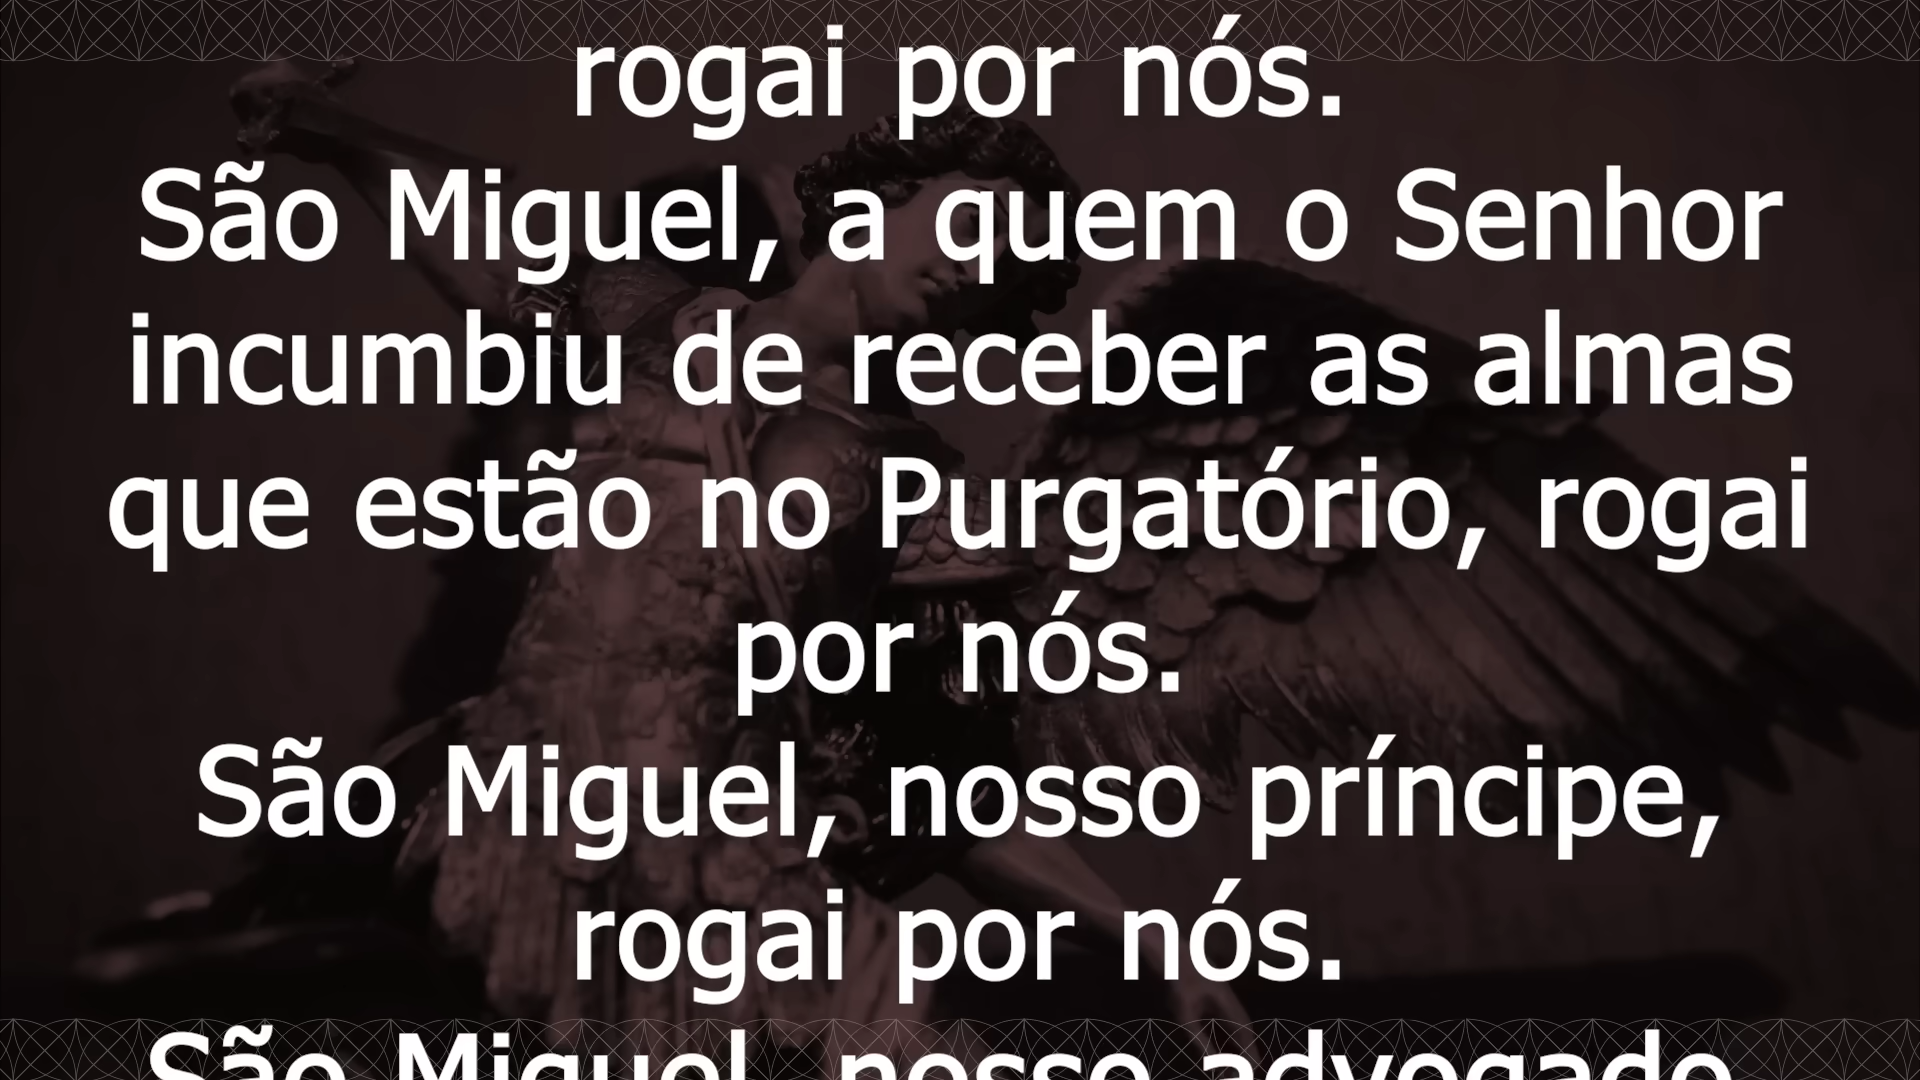 rogai por nós.
São Miguel, a quem o Senhor
incumbiu de receber as almas
que estão no Purgatório, rogai
por nós.
São Miguel, nosso príncipe,
rogai por nós.
São Miguel, nosso advogado,